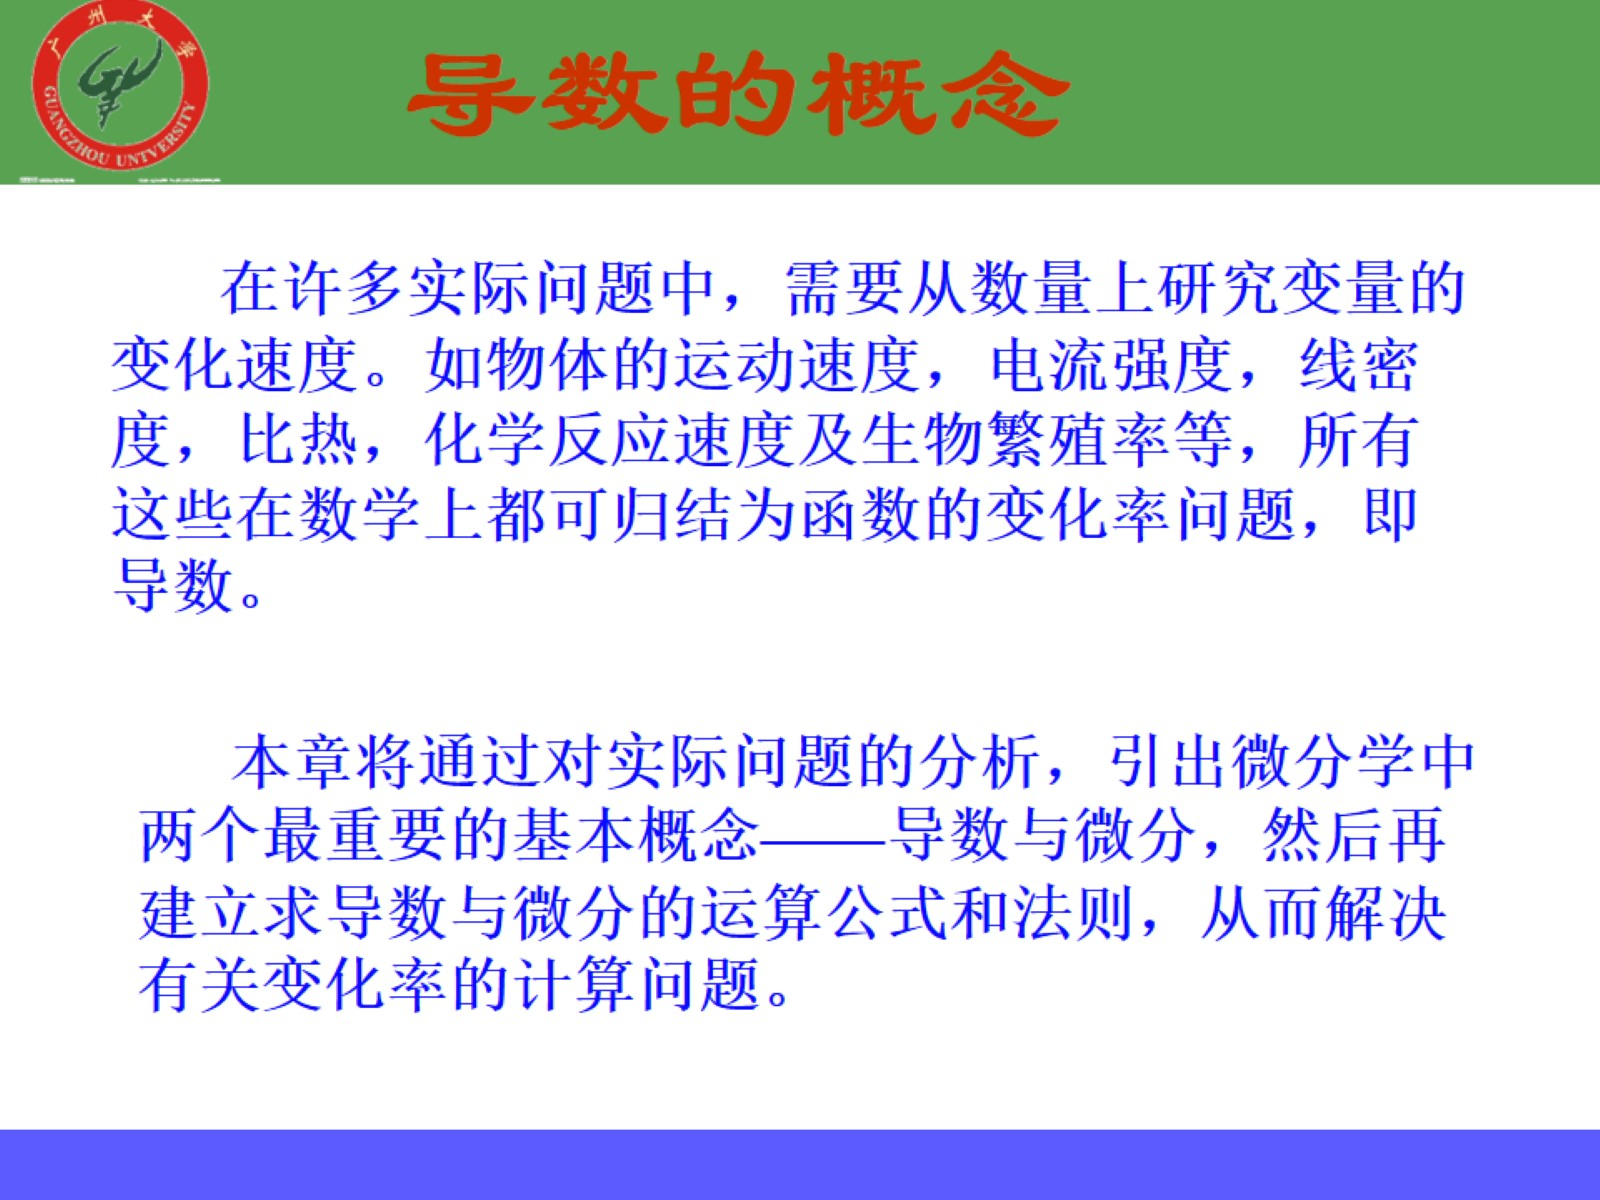 广州大学
GUANGZHOU UNTVERSITY
导数的概念
在许多实际问题中，需要从数量上研究变量的
变化速度。如物体的运动速度，电流强度，线密
度，比热，化学反应速度及生物繁殖率等，所有
这些在数学上都可归结为函数的变化率问题，即
导数。
本章将通过对实际问题的分析，引出微分学中
两个最重要的基本概念——导数与微分，然后再
建立求导数与微分的运算公式和法则，从而解决
有关变化率的计算问题。